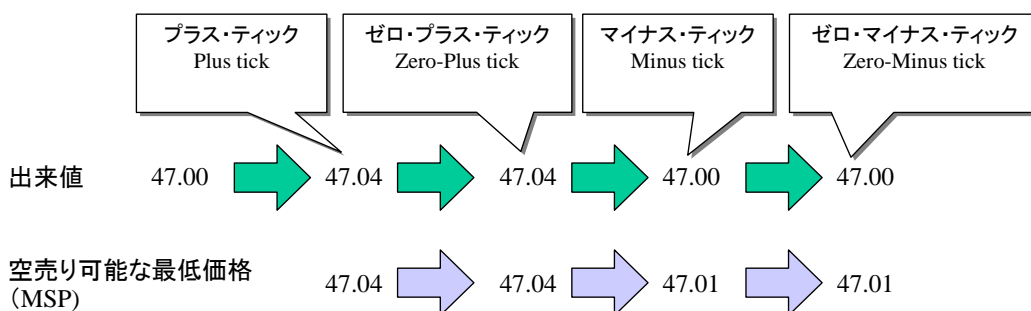 プラス・ティック
Plus tick
ゼロ・プラス・ティック
Zero-Plus tick
マイナス・ティック
Minus tick
ゼロ・マイナス・ティック
Zero-Minus tick
出来値 47.00 47.04 47.04 47.00 47.00
空売り可能な最低価格
(MSP) 47.04 47.04 47.01 47.01